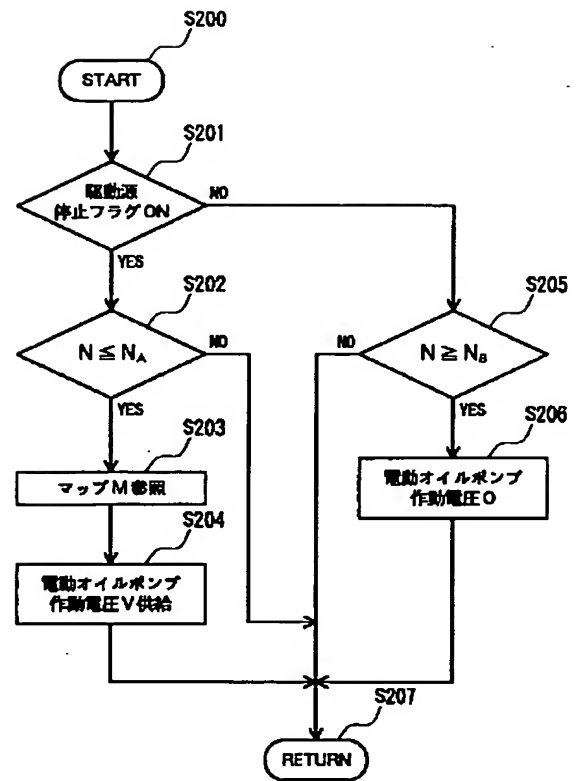 S200
START
S201
駆動源
停止フラグON
NO
YES
S202
N≦NA
NO
YES
S205
N≧NB
NO
YES
S203
マップM参照
S206
電動オイルポンプ
作動電圧0
S204
電動オイルポンプ
作動電圧V供給
S207
RETURN